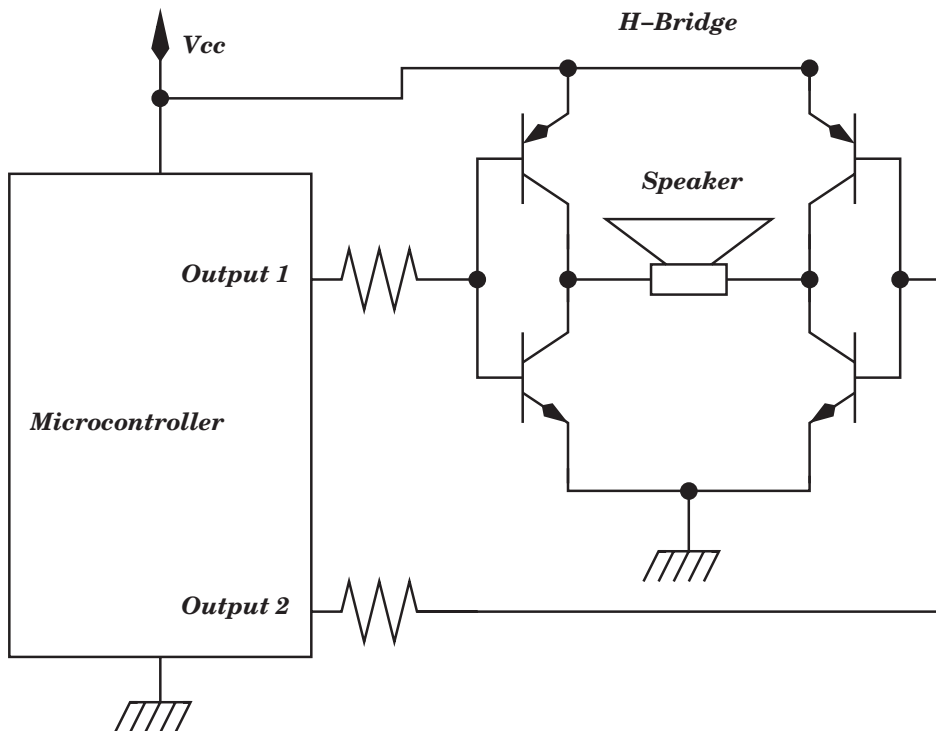 H–Bridge
Vcc
Speaker
Output 1
Microcontroller
Output 2